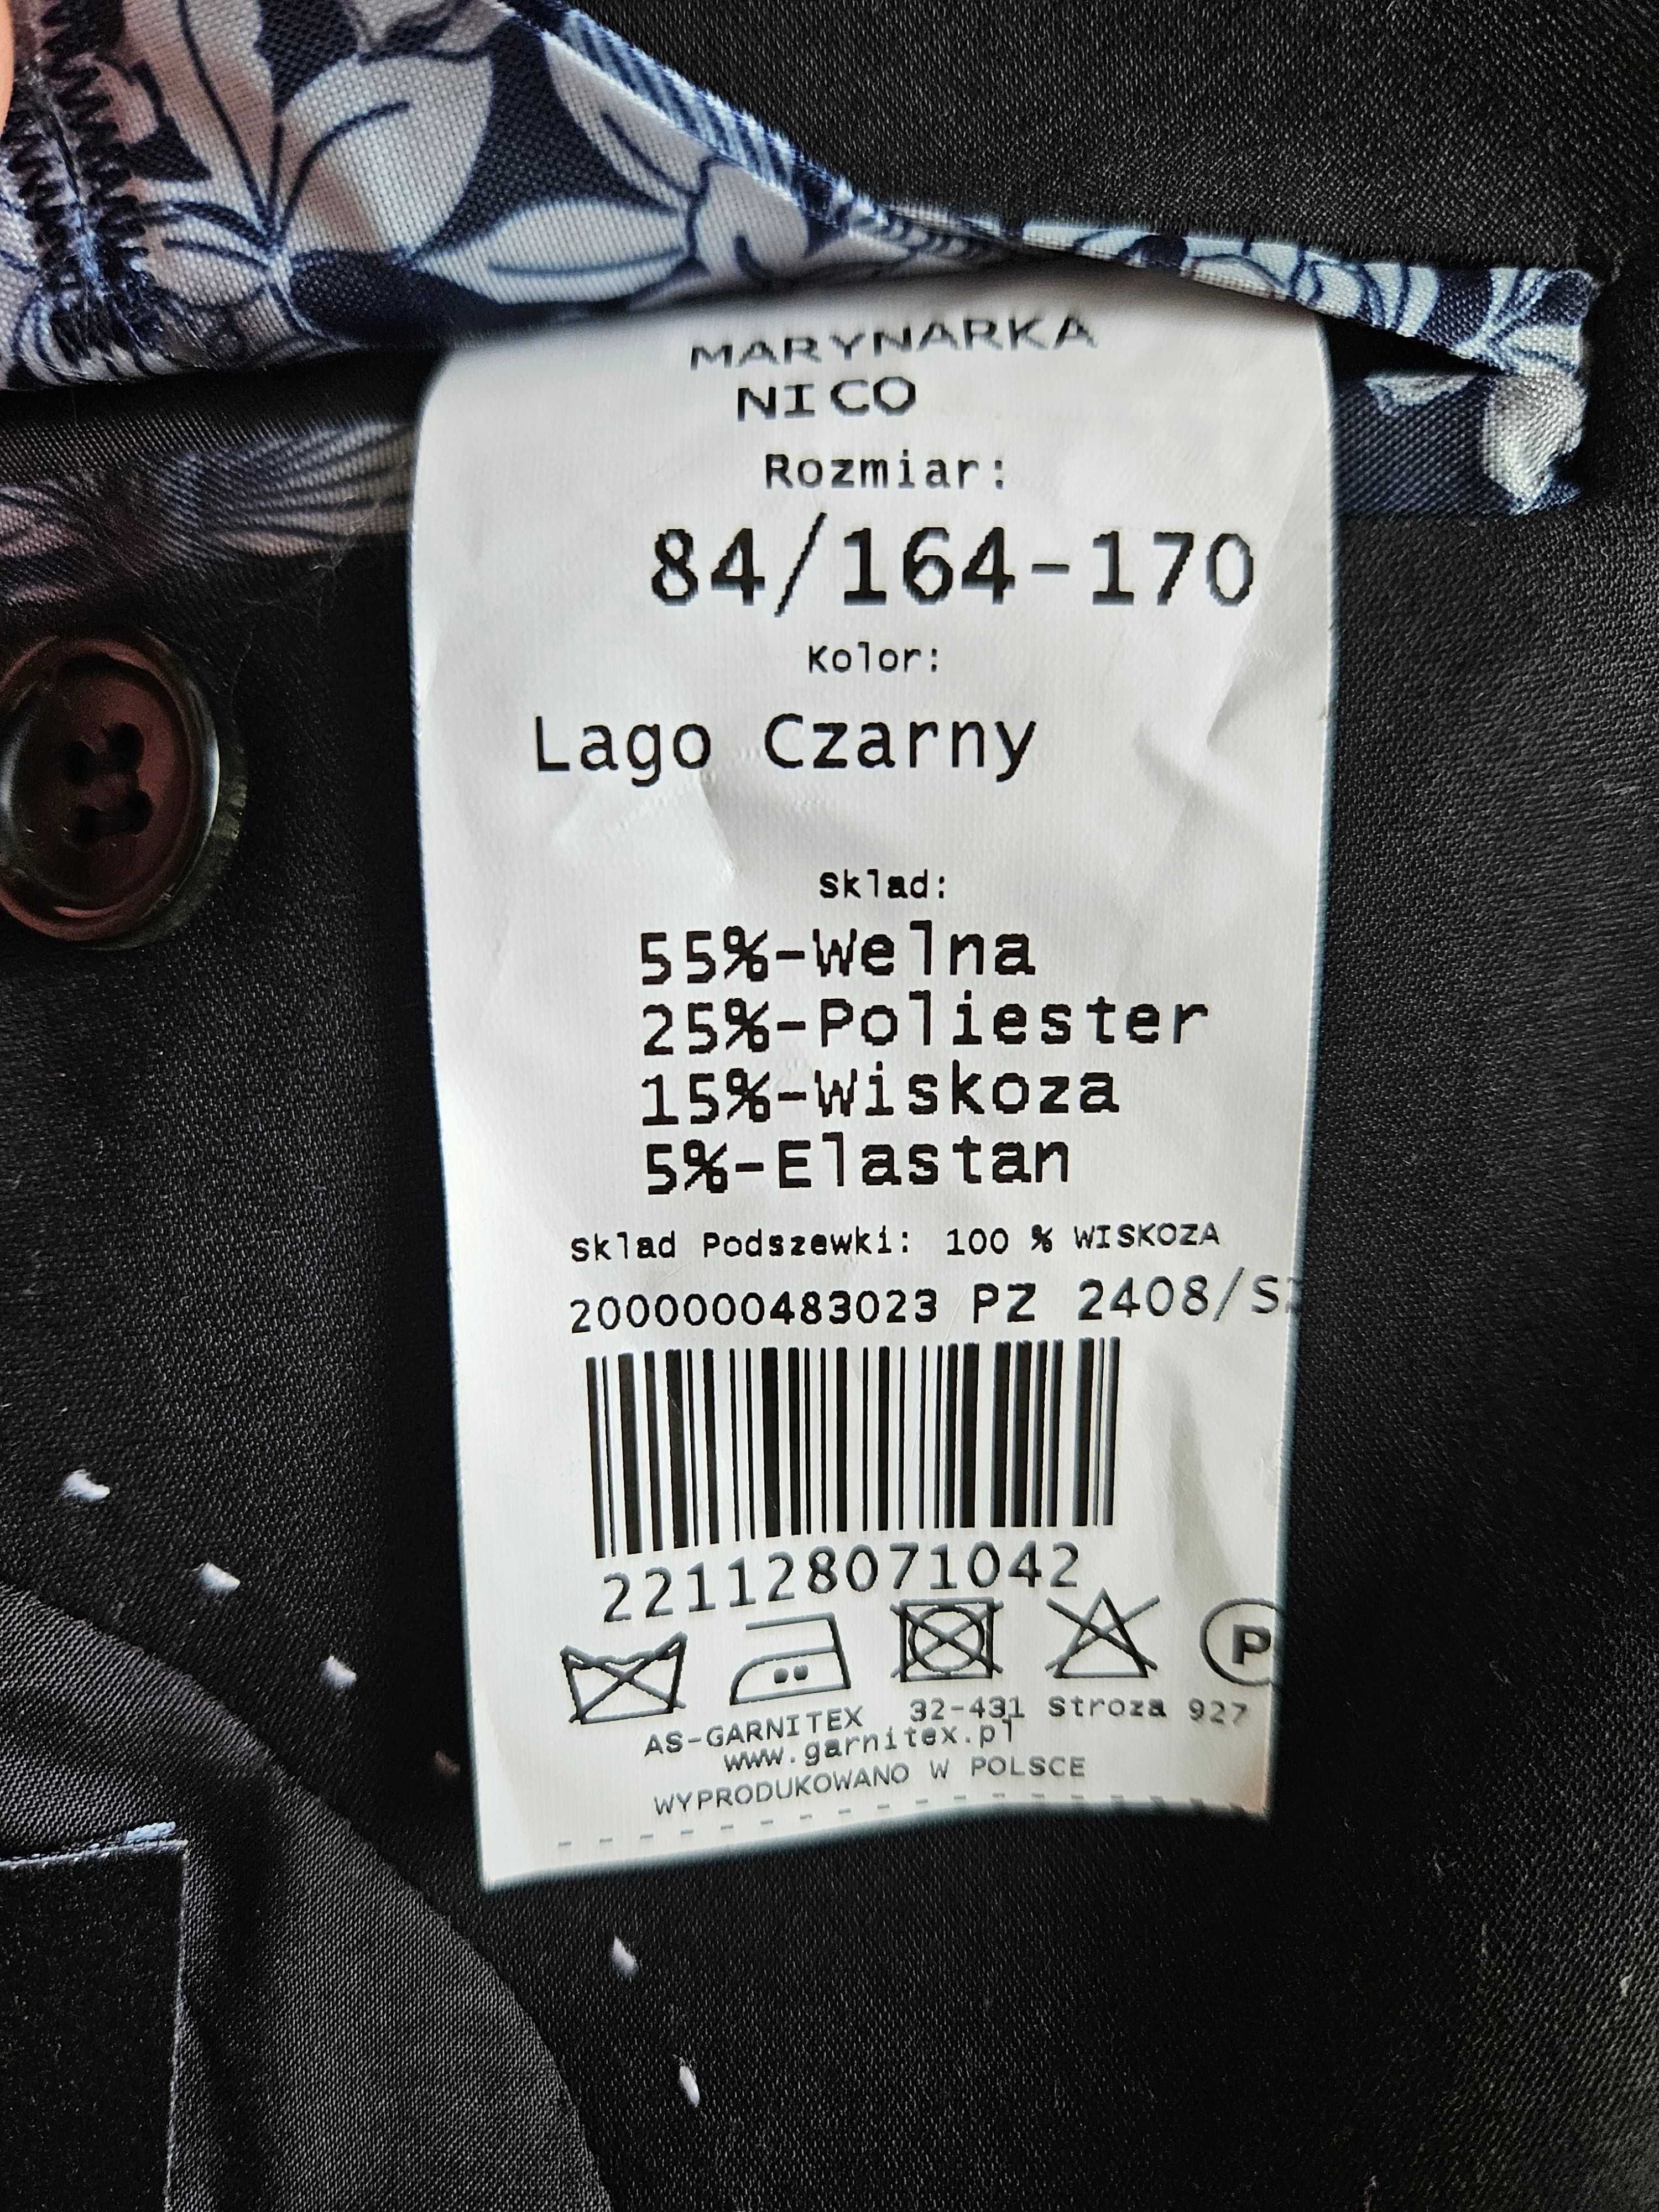 MARYNARKA
NICO
Rozmiar:
84/164-170
Kolor:
Lago Czarny
Sklad:
55%-Welna
25%-Poliester
15%-Wiskoza
5%-Elastan
Sklad Podszewki: 100 % WISKOZA
2000000483023 PZ 2408/S
221128071042
P
AS-GARNITEX 32-431 Stroza 927
www.garnitex.pl
WYPRODUKOWANO W POLSCE